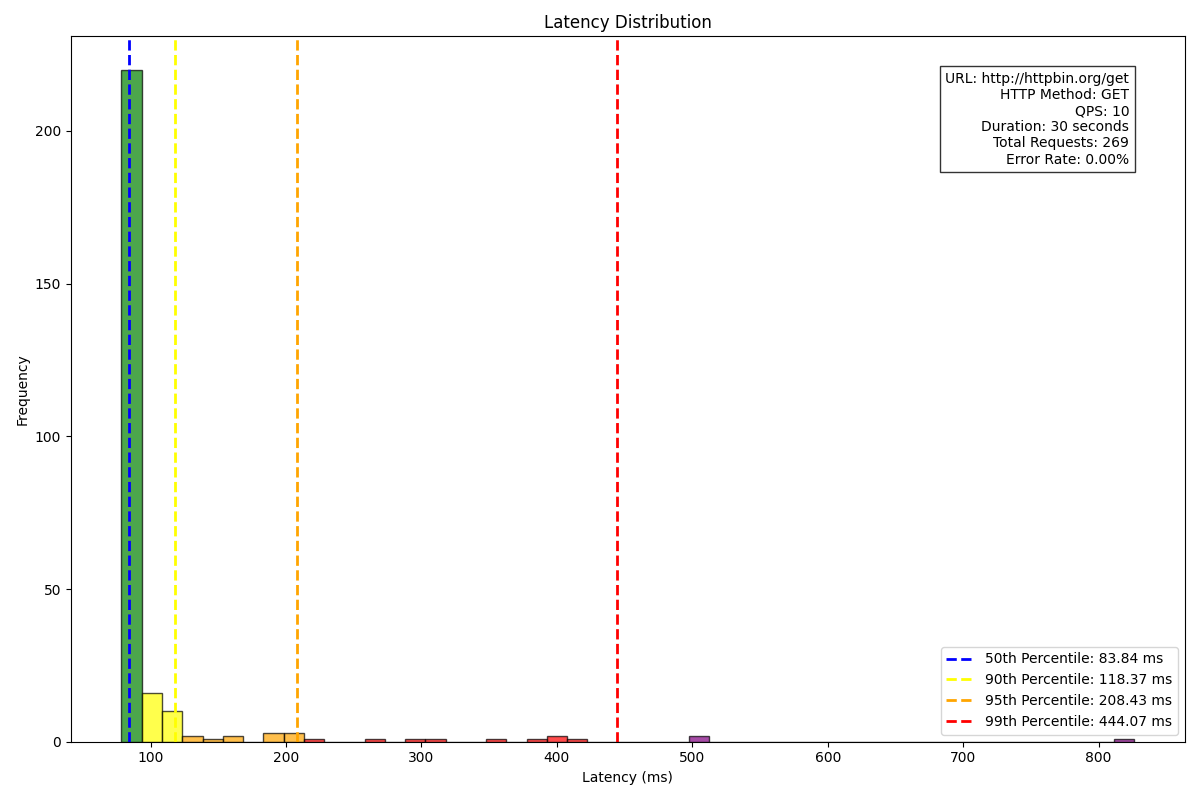 Latency Distribution
URL: http://httpbin.org/get
HTTP Method: GET
QPS: 10
Duration: 30 seconds
Total Requests: 269
Error Rate: 0.00%
Frequency
200
150
100
50
0
50th Percentile: 83.84 ms
90th Percentile: 118.37 ms
95th Percentile: 208.43 ms
99th Percentile: 444.07 ms
100 200 300 400 500 600 700 800
Latency (ms)